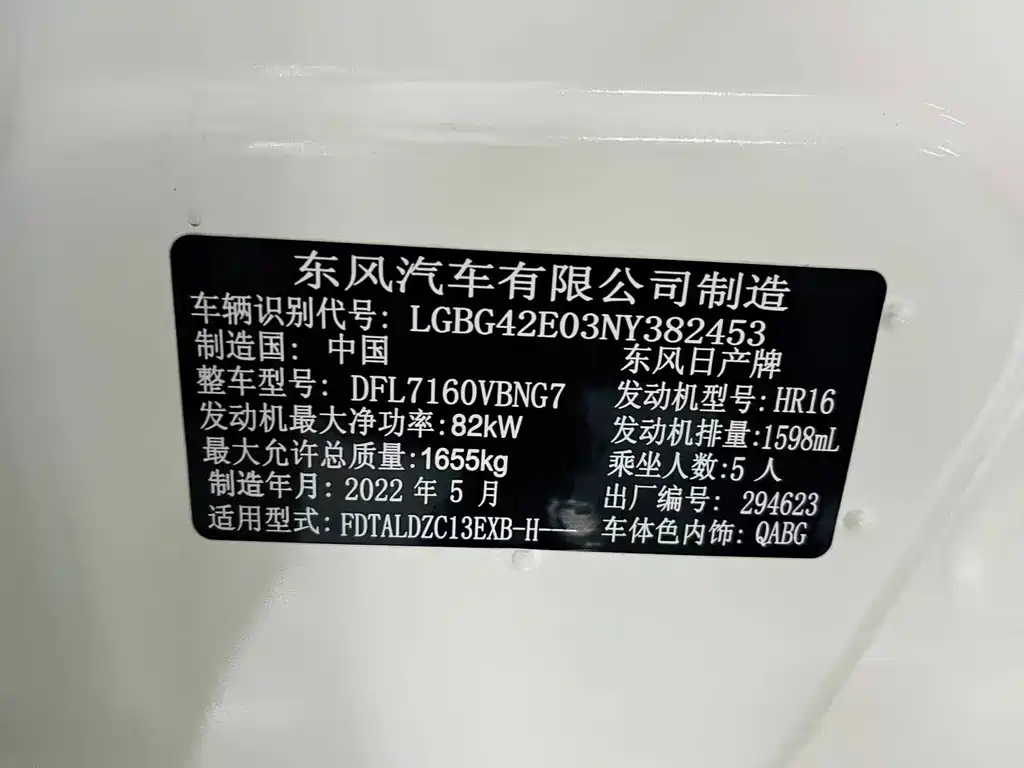 东风汽车有限公司制造
车辆识别代号: LGBG42E03NY382453
制造国: 中国 东风日产牌
整车型号: DFL7160VBNG7 发动机型号: HR16
发动机最大净功率: 82kW 发动机排量: 1598mL
最大允许总质量: 1655kg 乘坐人数: 5 人
制造年月: 2022 年 5 月 出厂编号: 294623
适用型式: FDTALDZC13EXB-H--- 车体色内饰: QABG